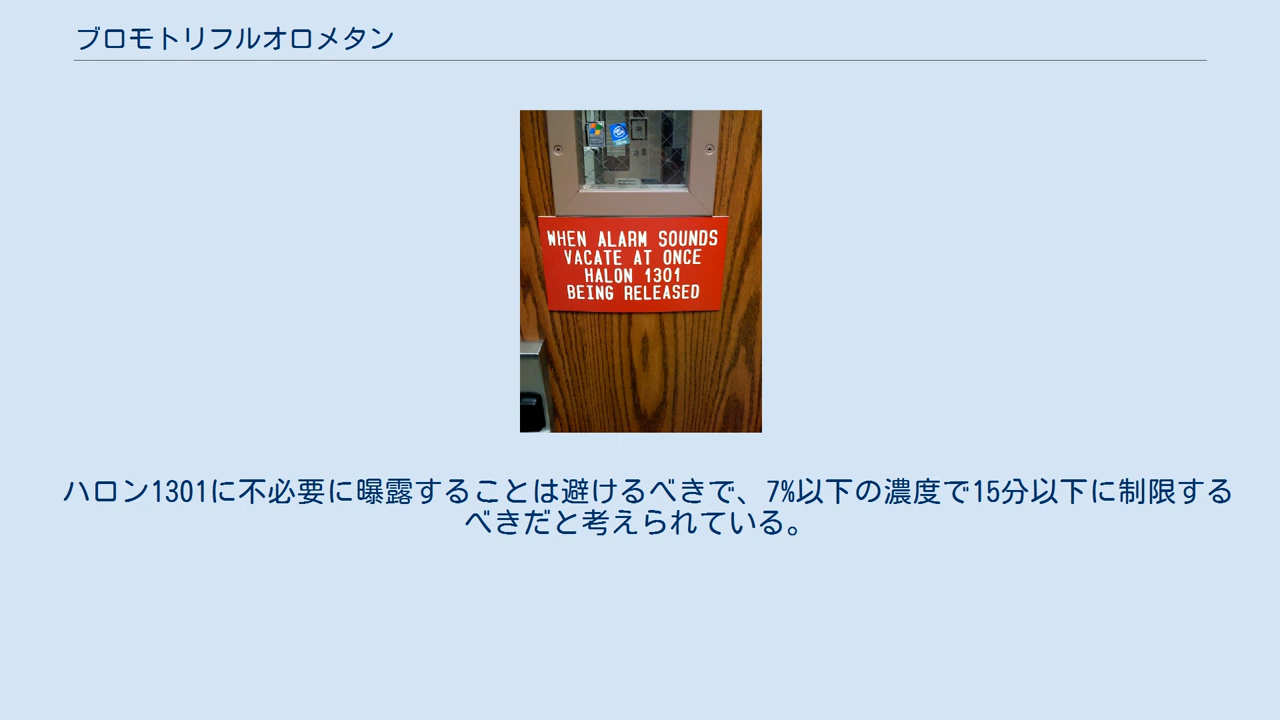 ブロモトリフルオロメタン
WHEN ALARM SOUNDS
VACATE AT ONCE
HALON 1301
BEING RELEASED
ハロン1301に不必要に曝露することは避けるべきで、7%以下の濃度で15分以下に制限する
べきだと考えられている。